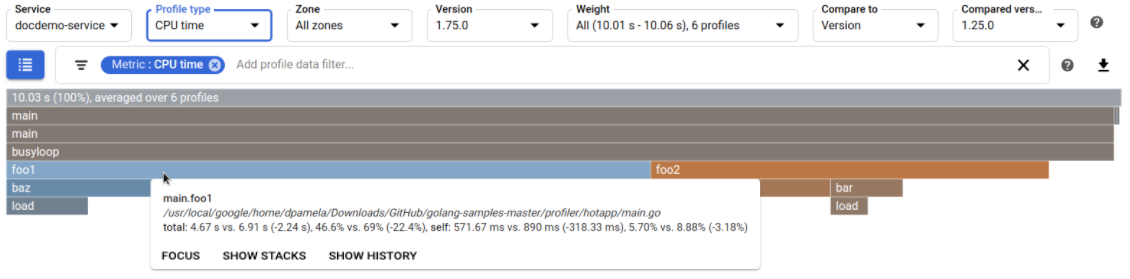 Service
docdemo-service
Profile type
CPU time
Zone
All zones
Version
1.75.0
Weight
All (10.01 s - 10.06 s), 6 profiles
Compare to
Version
Compared vers...
1.25.0
Metric : CPU time
Add profile data filter...
10.03 s (100%), averaged over 6 profiles
main
main
busyloop
foo1 foo2
baz bar
load load
main.foo1
/usr/local/google/home/dpamela/Downloads/GitHub/golang-samples-master/profiler/hotapp/main.go
total: 4.67 s vs. 6.91 s (-2.24 s), 46.6% vs. 69% (-22.4%), self: 571.67 ms vs. 890 ms (-318.33 ms), 5.70% vs. 8.88% (-3.18%)
FOCUS SHOW STACKS SHOW HISTORY